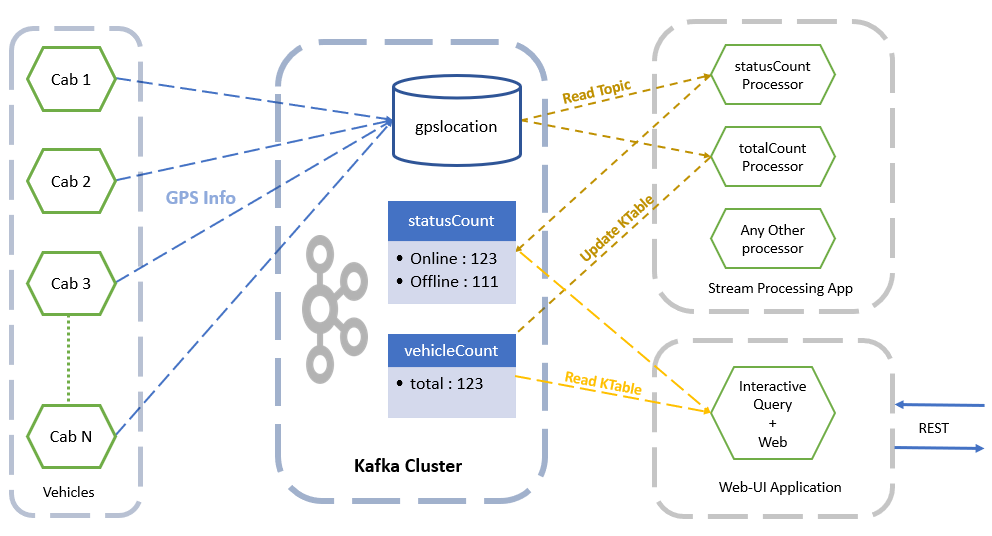 Cab 1
Cab 2
Cab 3
Cab N
Vehicles
GPS Info
gpslocation
statusCount
• Online : 123
• Offline : 111
vehicleCount
• total : 123
Kafka Cluster
Read Topic
Update KTable
Read KTable
statusCount
Processor
totalCount
Processor
Any Other
processor
Stream Processing App
Interactive
Query
+
Web
Web-UI Application
REST